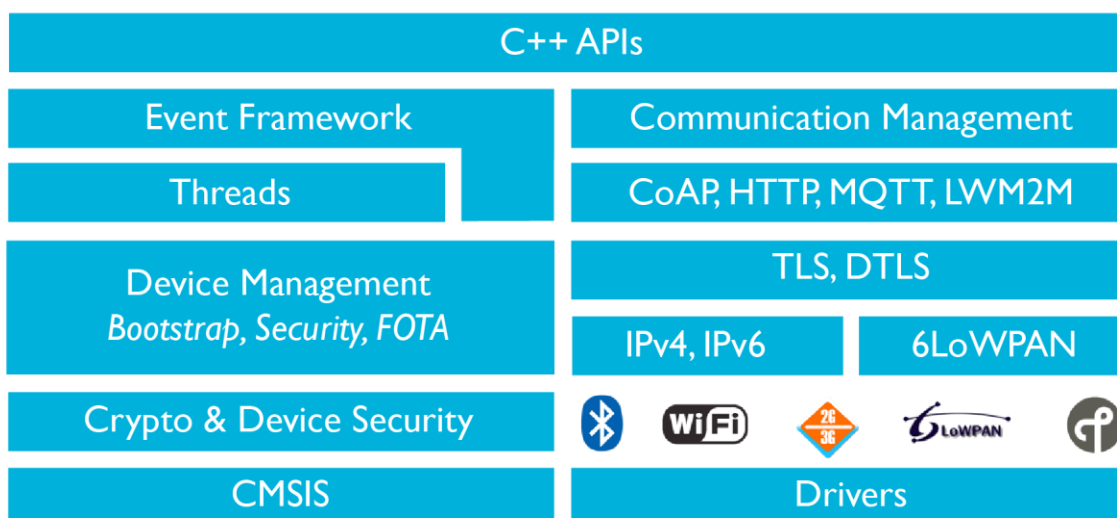 C++ APIs
Event Framework
Communication Management
Threads
CoAP, HTTP, MQTT, LWM2M
Device Management
Bootstrap, Security, FOTA
TLS, DTLS
IPv4, IPv6
6LoWPAN
Crypto & Device Security
WiFi
2G
3G
6LoWPAN
CMSIS
Drivers